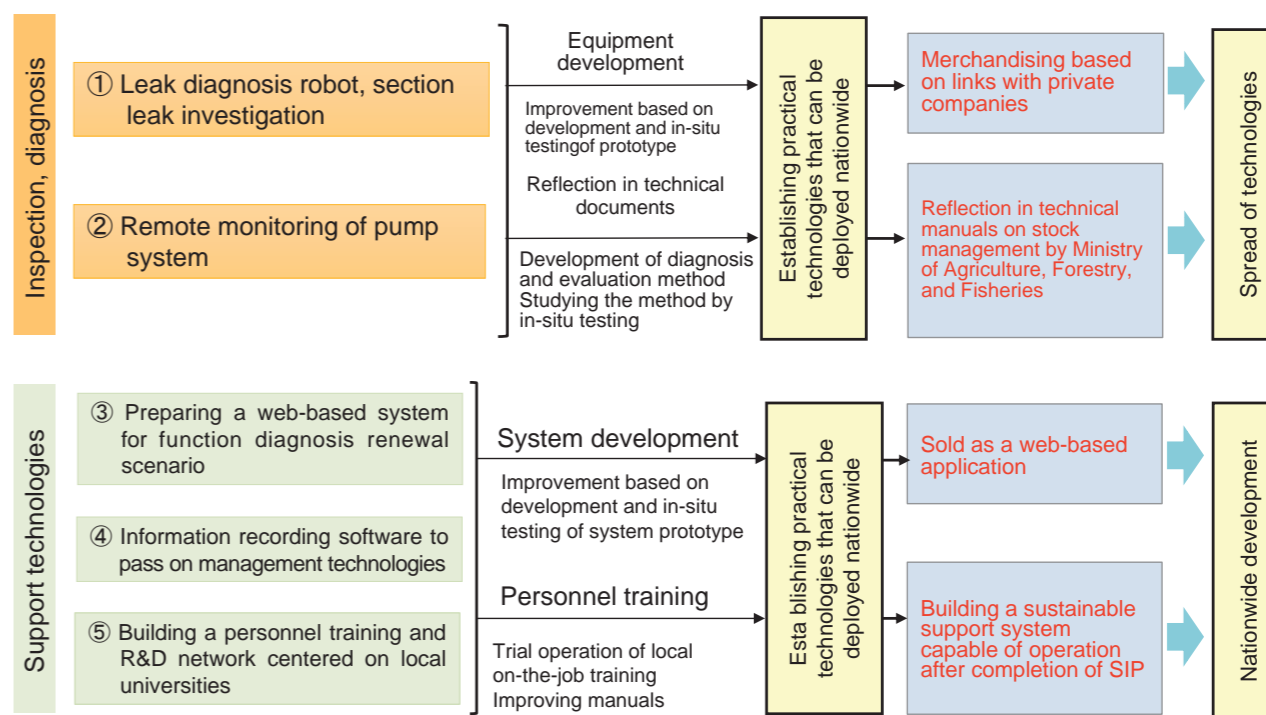 Inspection, diagnosis
① Leak diagnosis robot, section
leak investigation
② Remote monitoring of pump
system
Equipment
development
Improvement based on
development and in-situ
testingof prototype
Reflection in technical
documents
Development of diagnosis
and evaluation method
Studying the method by
in-situ testing
Establishing practical
technologies that can be
deployed nationwide
Merchandising based
on links with private
companies
Reflection in technical
manuals on stock
management by Ministry
of Agriculture, Forestry,
and Fisheries
Spread of technologies
Support technologies
③ Preparing a web-based system
for function diagnosis renewal
scenario
④ Information recording software to
pass on management technologies
⑤ Building a personnel training and
R&D network centered on local
universities
System development
Improvement based on
development and in-situ
testing of system prototype
Personnel training
Trial operation of local
on-the-job training
Improving manuals
Esta blishing practical
technologies that can be
deployed nationwide
Sold as a web-based
application
Building a sustainable
support system
capable of operation
after completion of SIP
Nationwide development